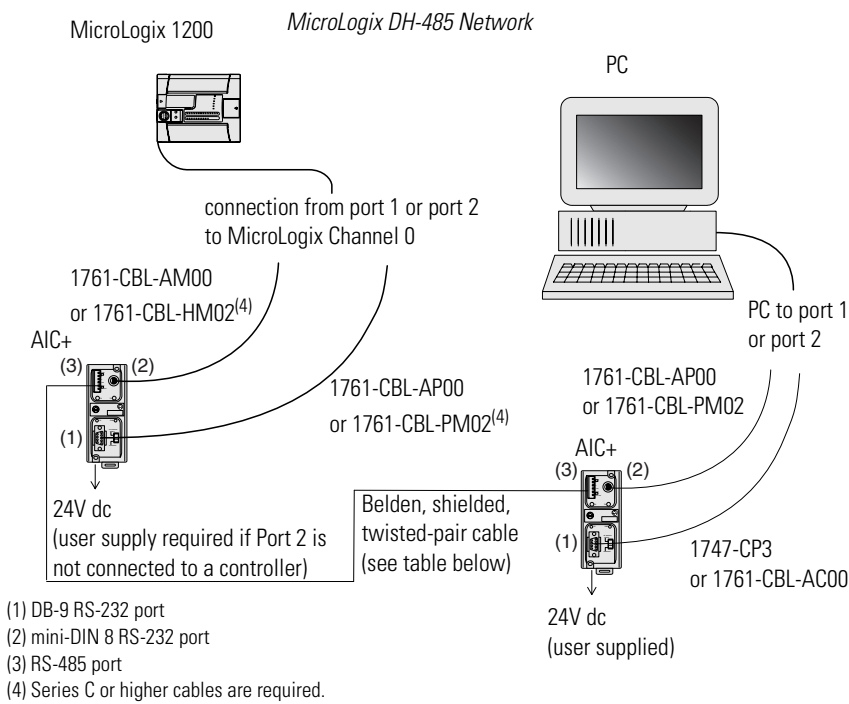 MicroLogix 1200
MicroLogix DH-485 Network
PC
connection from port 1 or port 2
to MicroLogix Channel 0
1761-CBL-AM00
or 1761-CBL-HM02(4)
AIC+
(3)
(2)
(1)
1761-CBL-AP00
or 1761-CBL-PM02(4)
24V dc
(user supply required if Port 2 is
not connected to a controller)
Belden, shielded,
twisted-pair cable
(see table below)
PC to port 1
or port 2
1761-CBL-AP00
or 1761-CBL-PM02
AIC+
(3)
(2)
(1)
1747-CP3
or 1761-CBL-AC00
24V dc
(user supplied)
(1) DB-9 RS-232 port
(2) mini-DIN 8 RS-232 port
(3) RS-485 port
(4) Series C or higher cables are required.